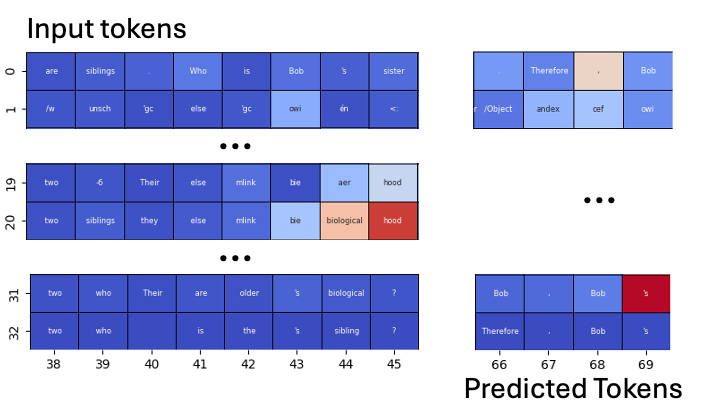 Input tokens
0 are siblings . Who is Bob 's sister . Therefore , Bob
1 /w unsch 'gc else 'gc owi én <: r /Object andex cef owi
•••
19 two -6 Their else mlink bie aer hood
20 two siblings they else mlink bie biological hood
•••
•••
31 two who Their are older 's biological ? Bob , Bob 's
32 two who is the 's sibling ? Therefore , Bob 's
38 39 40 41 42 43 44 45 66 67 68 69
Predicted Tokens